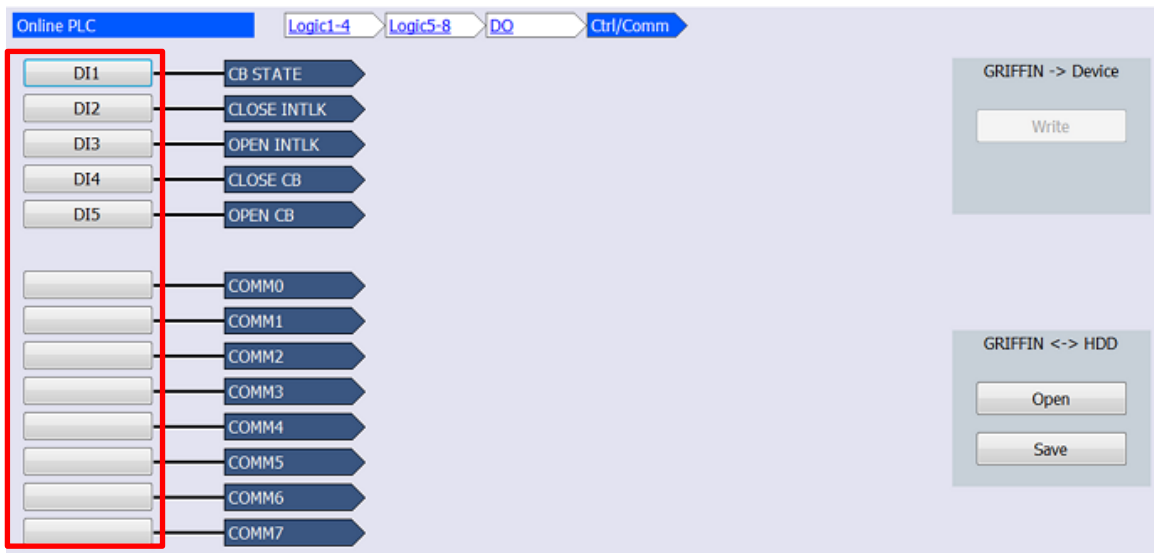 Online PLC
Logic1-4 Logic5-8 DO Ctrl/Comm
DI1 CB STATE
DI2 CLOSE INTLK
DI3 OPEN INTLK
DI4 CLOSE CB
DI5 OPEN CB
COMM0
COMM1
COMM2
COMM3
COMM4
COMM5
COMM6
COMM7
GRIFFIN -> Device
Write
GRIFFIN <-> HDD
Open
Save